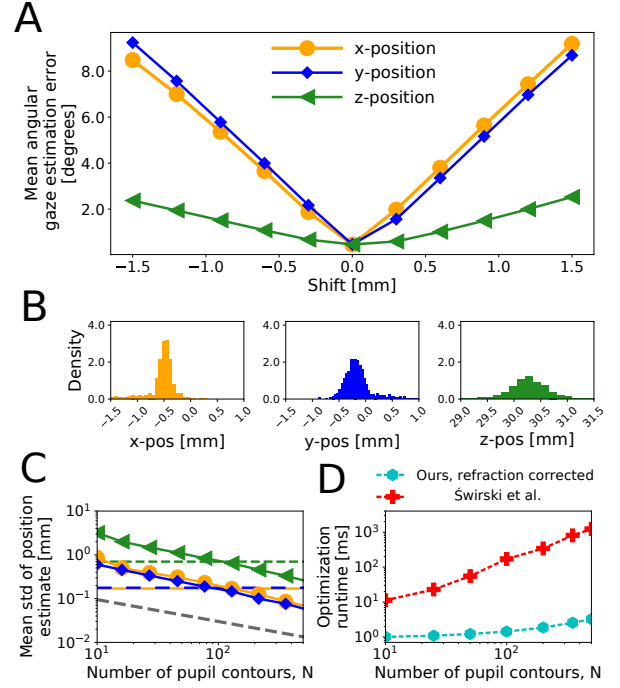 A
Mean angular
gaze estimation error
[degrees]
8.0
6.0
4.0
2.0
x-position
y-position
z-position
−1.5 −1.0 −0.5 0.0 0.5 1.0 1.5
Shift [mm]
B
Density
4.0
2.0
0.0
−1.5 −1.0 −0.5 0.0 0.5 1.0
x-pos [mm]
4.0
2.0
0.0
−1.5 −1.0 −0.5 0.0 0.5 1.0
y-pos [mm]
4.0
2.0
0.0
29.0 29.5 30.0 30.5 31.0 31.5
z-pos [mm]
C
Mean std of position
estimate [mm]
10¹
10⁰
10⁻¹
10⁻²
10¹ 10²
Number of pupil contours, N
D
Ours, refraction corrected
Świrski et al.
Optimization
runtime [ms]
10³
10²
10¹
10⁰
10¹ 10²
Number of pupil contours, N